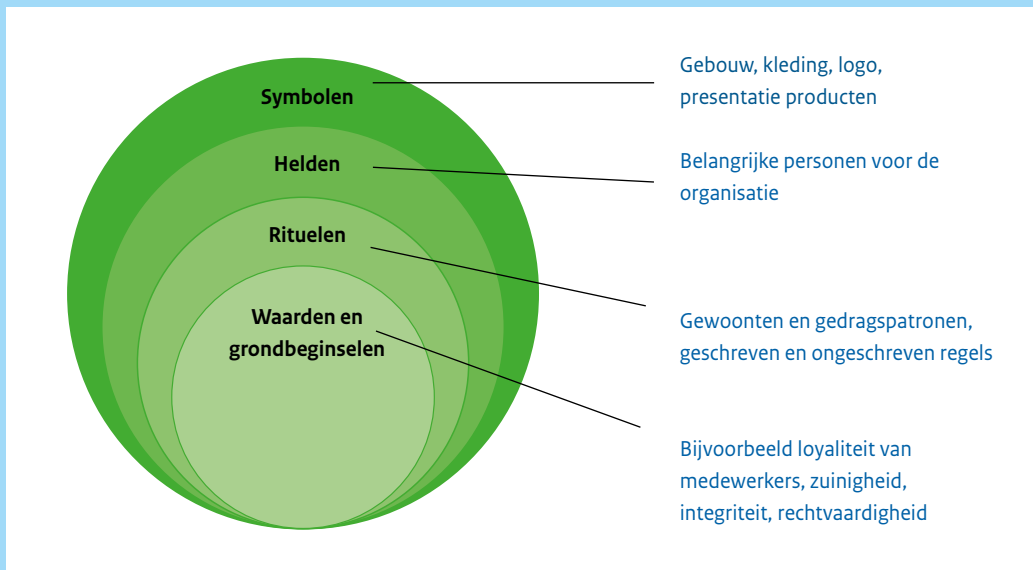 Symbolen
Gebouw, kleding, logo,
presentatie producten
Helden
Belangrijke personen voor de
organisatie
Rituelen
Gewoonten en gedragspatronen,
geschreven en ongeschreven regels
Waarden en
grondbeginselen
Bijvoorbeeld loyaliteit van
medewerkers, zuinigheid,
integriteit, rechtvaardigheid